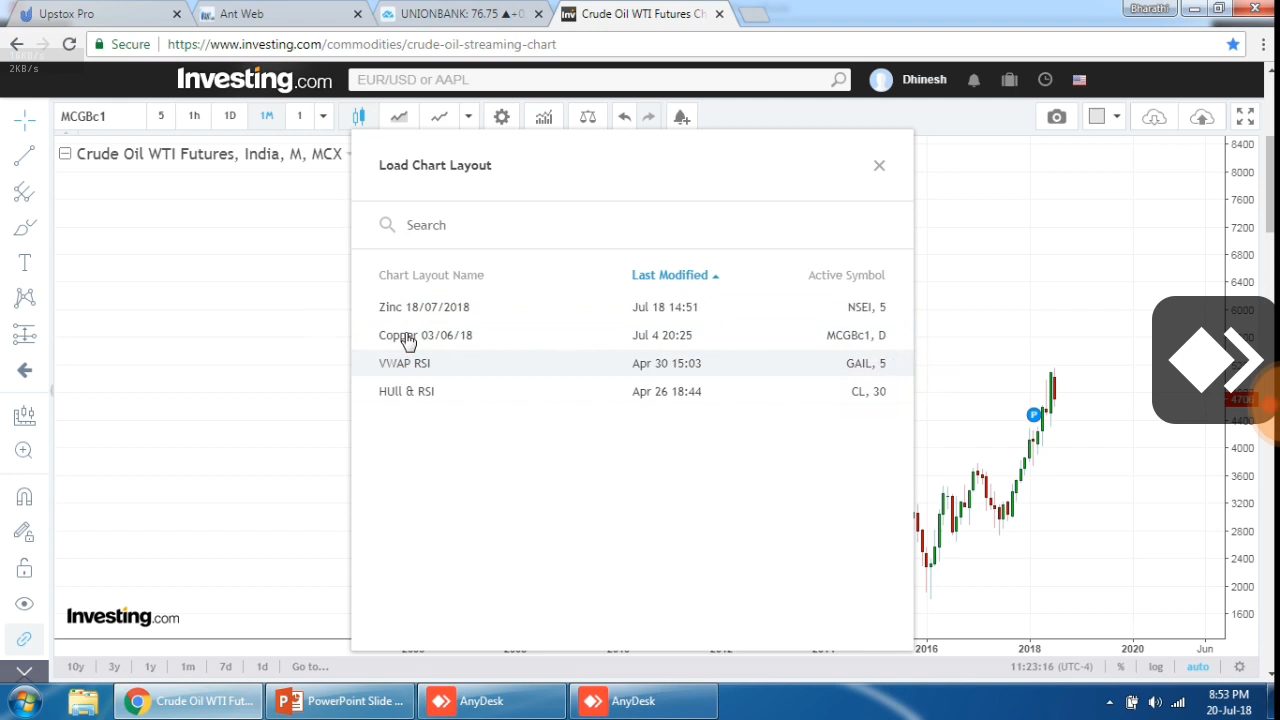 Upstox Pro
Ant Web
UNIONBANK: 76.75 ▲+0
Crude Oil WTI Futures Ch
Bharathi
Secure
https://www.investing.com/commodities/crude-oil-streaming-chart
2KB/s
Investing.com
EUR/USD or AAPL
Dhinesh
MCGBc1
5
1h
1D
1M
1
Crude Oil WTI Futures, India, M, MCX
Load Chart Layout
Search
Chart Layout Name
Last Modified
Active Symbol
Zinc 18/07/2018
Jul 18 14:51
NSEI, 5
Copper 03/06/18
Jul 4 20:25
MCGBc1, D
VWAP RSI
Apr 30 15:03
GAIL, 5
HUll & RSI
Apr 26 18:44
CL, 30
8400
8000
7600
7200
6800
6400
6000
4706
4400
4000
3600
3200
2800
2400
2000
1600
P
T
Investing.com
2016
2018
2020
Jun
10y
3y
1y
1m
7d
1d
Go to...
11:23:16 (UTC-4)
%
log
auto
Crude Oil WTI Fut...
PowerPoint Slide ...
AnyDesk
AnyDesk
8:53 PM
20-Jul-18